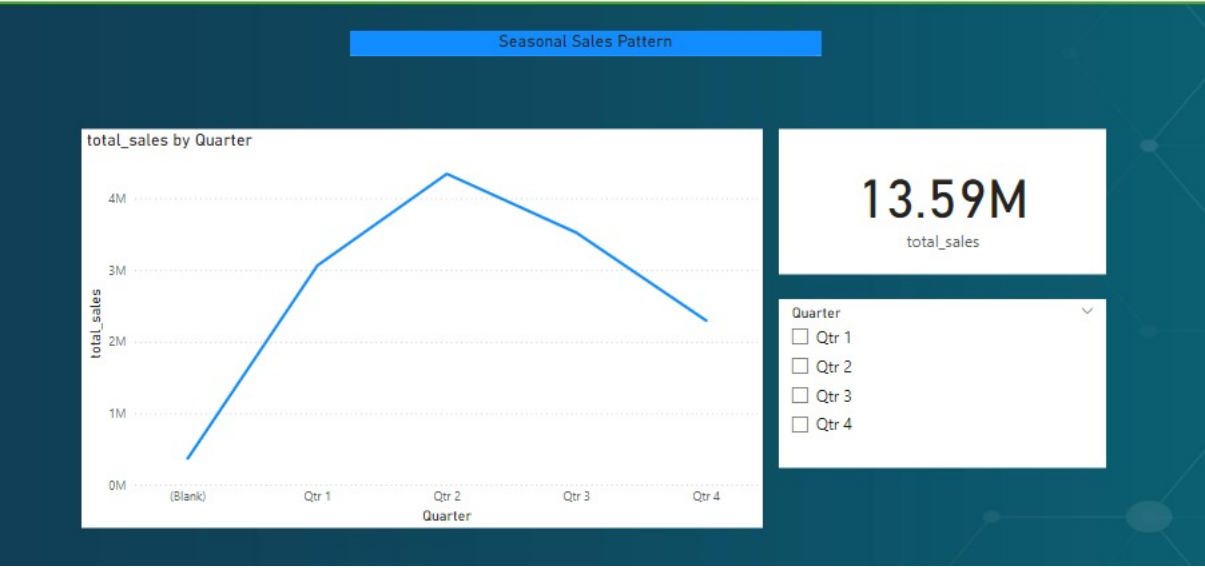 Seasonal Sales Pattern
total_sales by Quarter
4M
3M
2M
1M
0M
total_sales
(Blank)
Qtr 1
Qtr 2
Qtr 3
Qtr 4
Quarter
13.59M
total_sales
Quarter
Qtr 1
Qtr 2
Qtr 3
Qtr 4